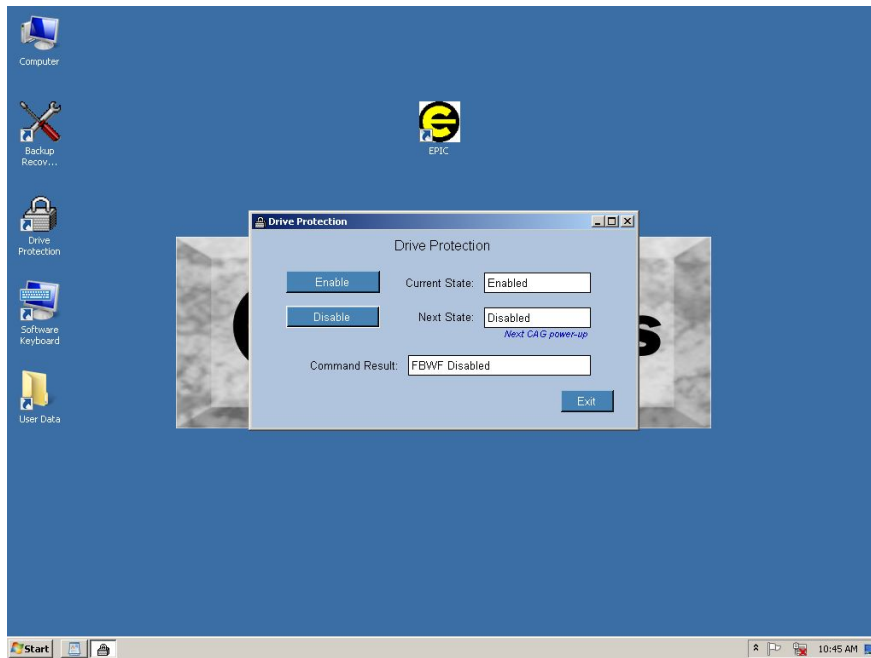 Computer
EPIC
Backup
Recov...
Drive
Protection
Drive Protection
Drive Protection
Enable
Current State:
Enabled
Disable
Next State:
Disabled
Next CAG power-up
Command Result:
FBWF Disabled
Exit
Software
Keyboard
User Data
Start
10:45 AM